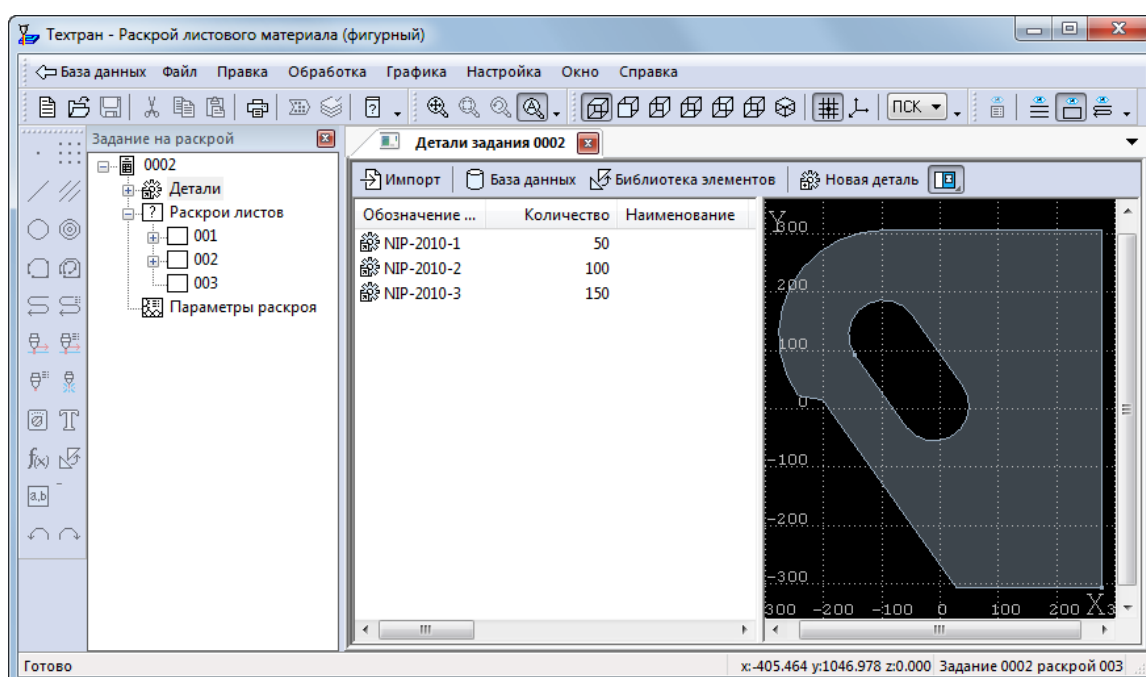 Техтран - Раскрой листового материала (фигурный)
База данных Файл Правка Обработка Графика Настройка Окно Справка
ПСК
Задание на раскрой
Детали задания 0002
0002
Детали
Раскрои листов
001
002
003
Параметры раскроя
Импорт База данных Библиотека элементов Новая деталь
Обозначение ... Количество Наименование
NIP-2010-1 50
NIP-2010-2 100
NIP-2010-3 150
f(x)
a,b
Y
300
200
100
0
-100
-200
-300
300 -200 -100 0 100 200 X 3
Готово
x:-405.464 y:1046.978 z:0.000 Задание 0002 раскрой 003